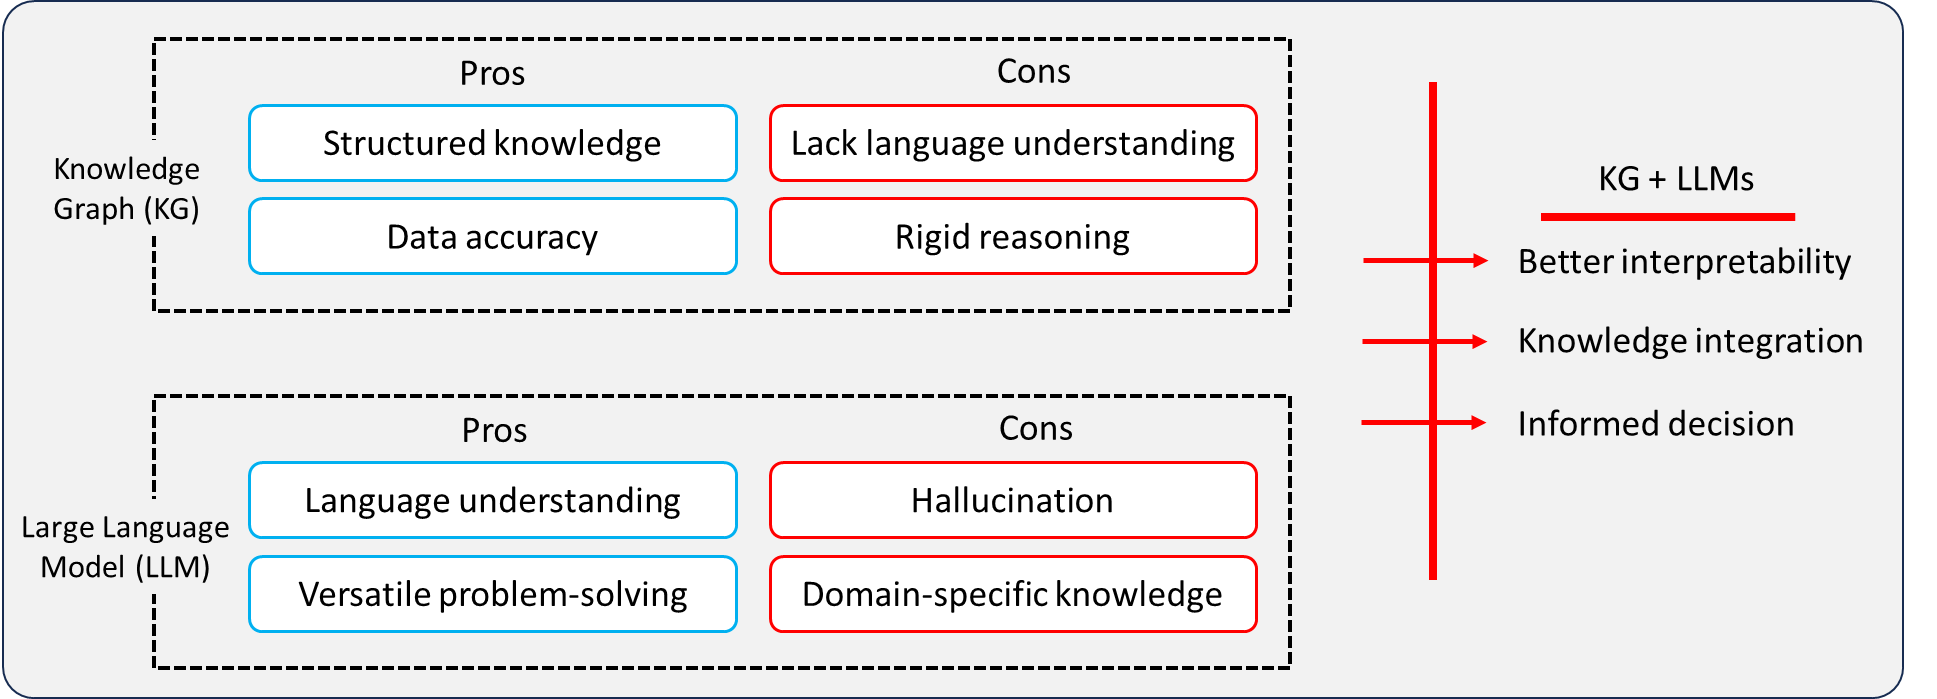 Knowledge
Graph (KG)
Pros
Cons
Structured knowledge
Lack language understanding
Data accuracy
Rigid reasoning
Large Language
Model (LLM)
Pros
Cons
Language understanding
Hallucination
Versatile problem-solving
Domain-specific knowledge
KG + LLMs
Better interpretability
Knowledge integration
Informed decision